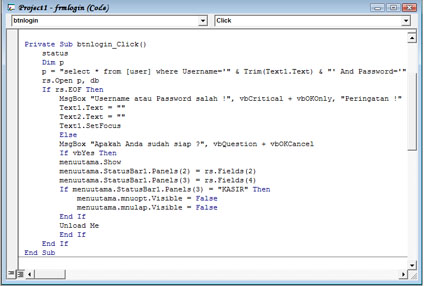 Project1 - frmlogin (Code)
btnlogin Click
Private Sub btnlogin_Click()
status
Dim p
p = "select * from [user] where Username='" & Trim(Text1.Text) & "' And Password='"
rs.Open p, db
If rs.EOF Then
MsgBox "Username atau Password salah !", vbCritical + vbOKOnly, "Peringatan !"
Text1.Text = ""
Text2.Text = ""
Text1.SetFocus
Else
MsgBox "Apakah Anda sudah siap ?", vbQuestion + vbOKCancel
If vbYes Then
menuutama.Show
menuutama.StatusBar1.Panels(2) = rs.Fields(2)
menuutama.StatusBar1.Panels(3) = rs.Fields(4)
If menuutama.StatusBar1.Panels(3) = "KASIR" Then
menuutama.mnuopt.Visible = False
menuutama.mnulap.Visible = False
End If
Unload Me
End If
End If
End Sub